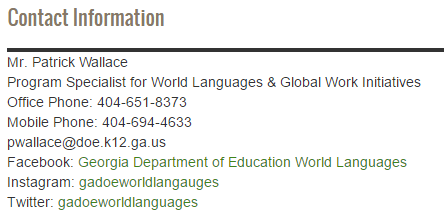 Contact Information
Mr. Patrick Wallace
Program Specialist for World Languages & Global Work Initiatives
Office Phone: 404-651-8373
Mobile Phone: 404-694-4633
pwallace@doe.k12.ga.us
Facebook: Georgia Department of Education World Languages
Instagram: gadoeworldlangauges
Twitter: gadoeworldlanguages